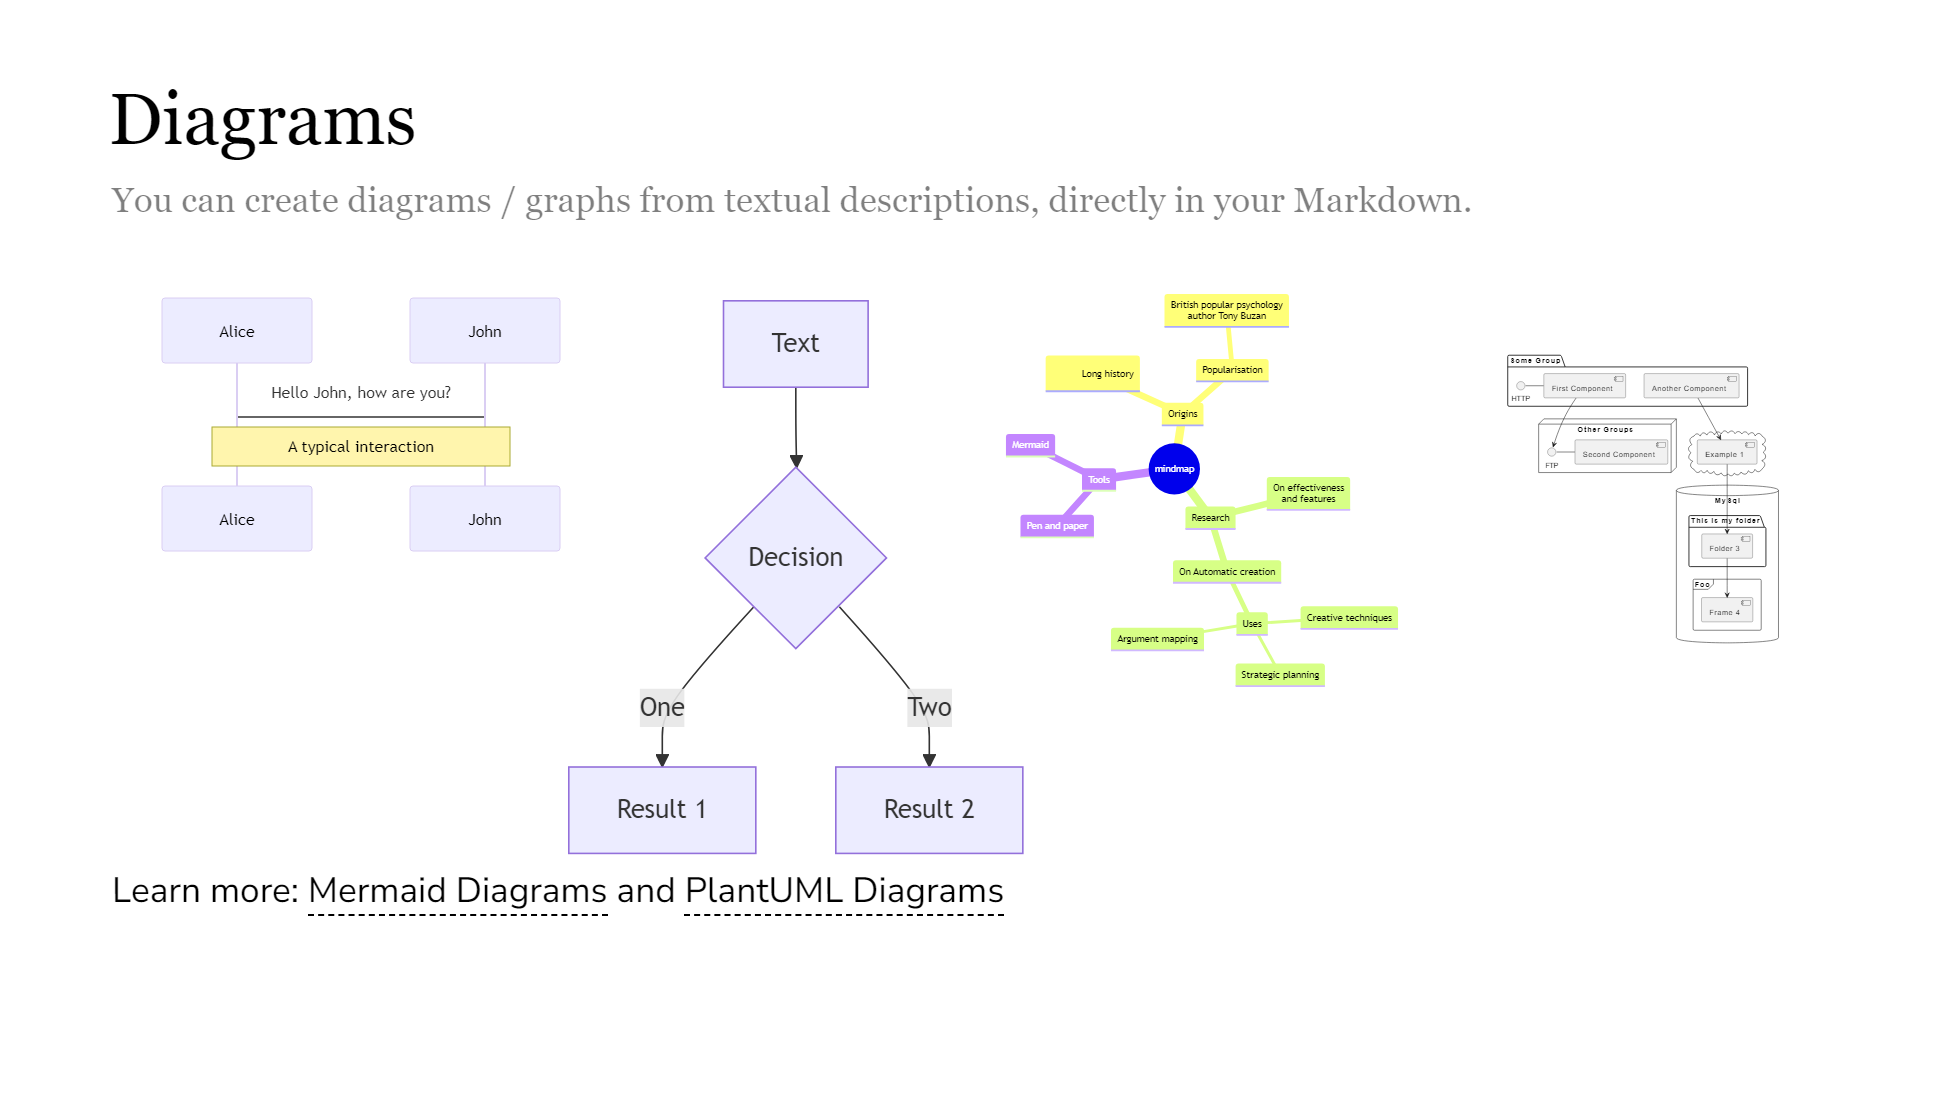 Diagrams
You can create diagrams / graphs from textual descriptions, directly in your Markdown.
Alice
John
Hello John, how are you?
A typical interaction
Alice
John
Text
Decision
One
Two
Result 1
Result 2
British popular psychology
author Tony Buzan
Long history
Popularisation
Origins
Mermaid
Tools
mindmap
Pen and paper
On effectiveness
and features
Research
On Automatic creation
Uses
Creative techniques
Argument mapping
Strategic planning
Some Group
First Component
Another Component
HTTP
Other Groups
Second Component
FTP
Example 1
MySql
This is my folder
Folder 3
Foo
Frame 4
Learn more: Mermaid Diagrams and PlantUML Diagrams